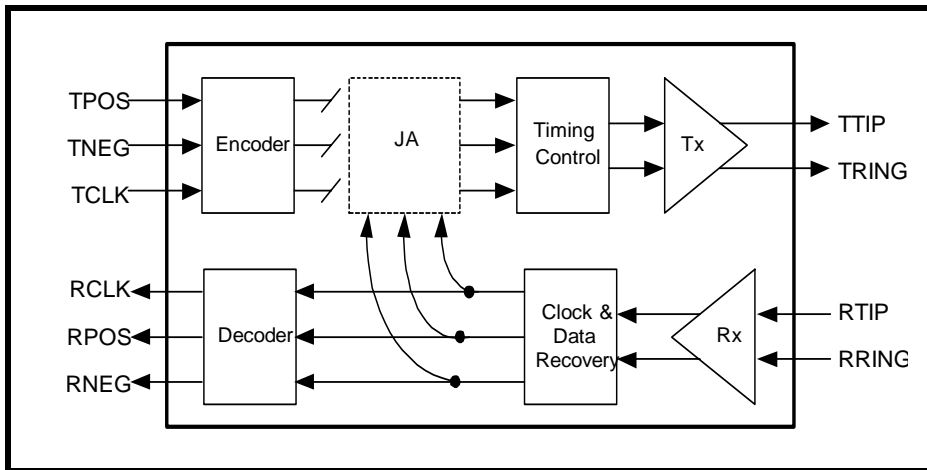 TPOS
TNEG
TCLK
Encoder
JA
Timing
Control
Tx
TTIP
TRING
RCLK
RPOS
RNEG
Decoder
Clock &
Data
Recovery
Rx
RTIP
RRING